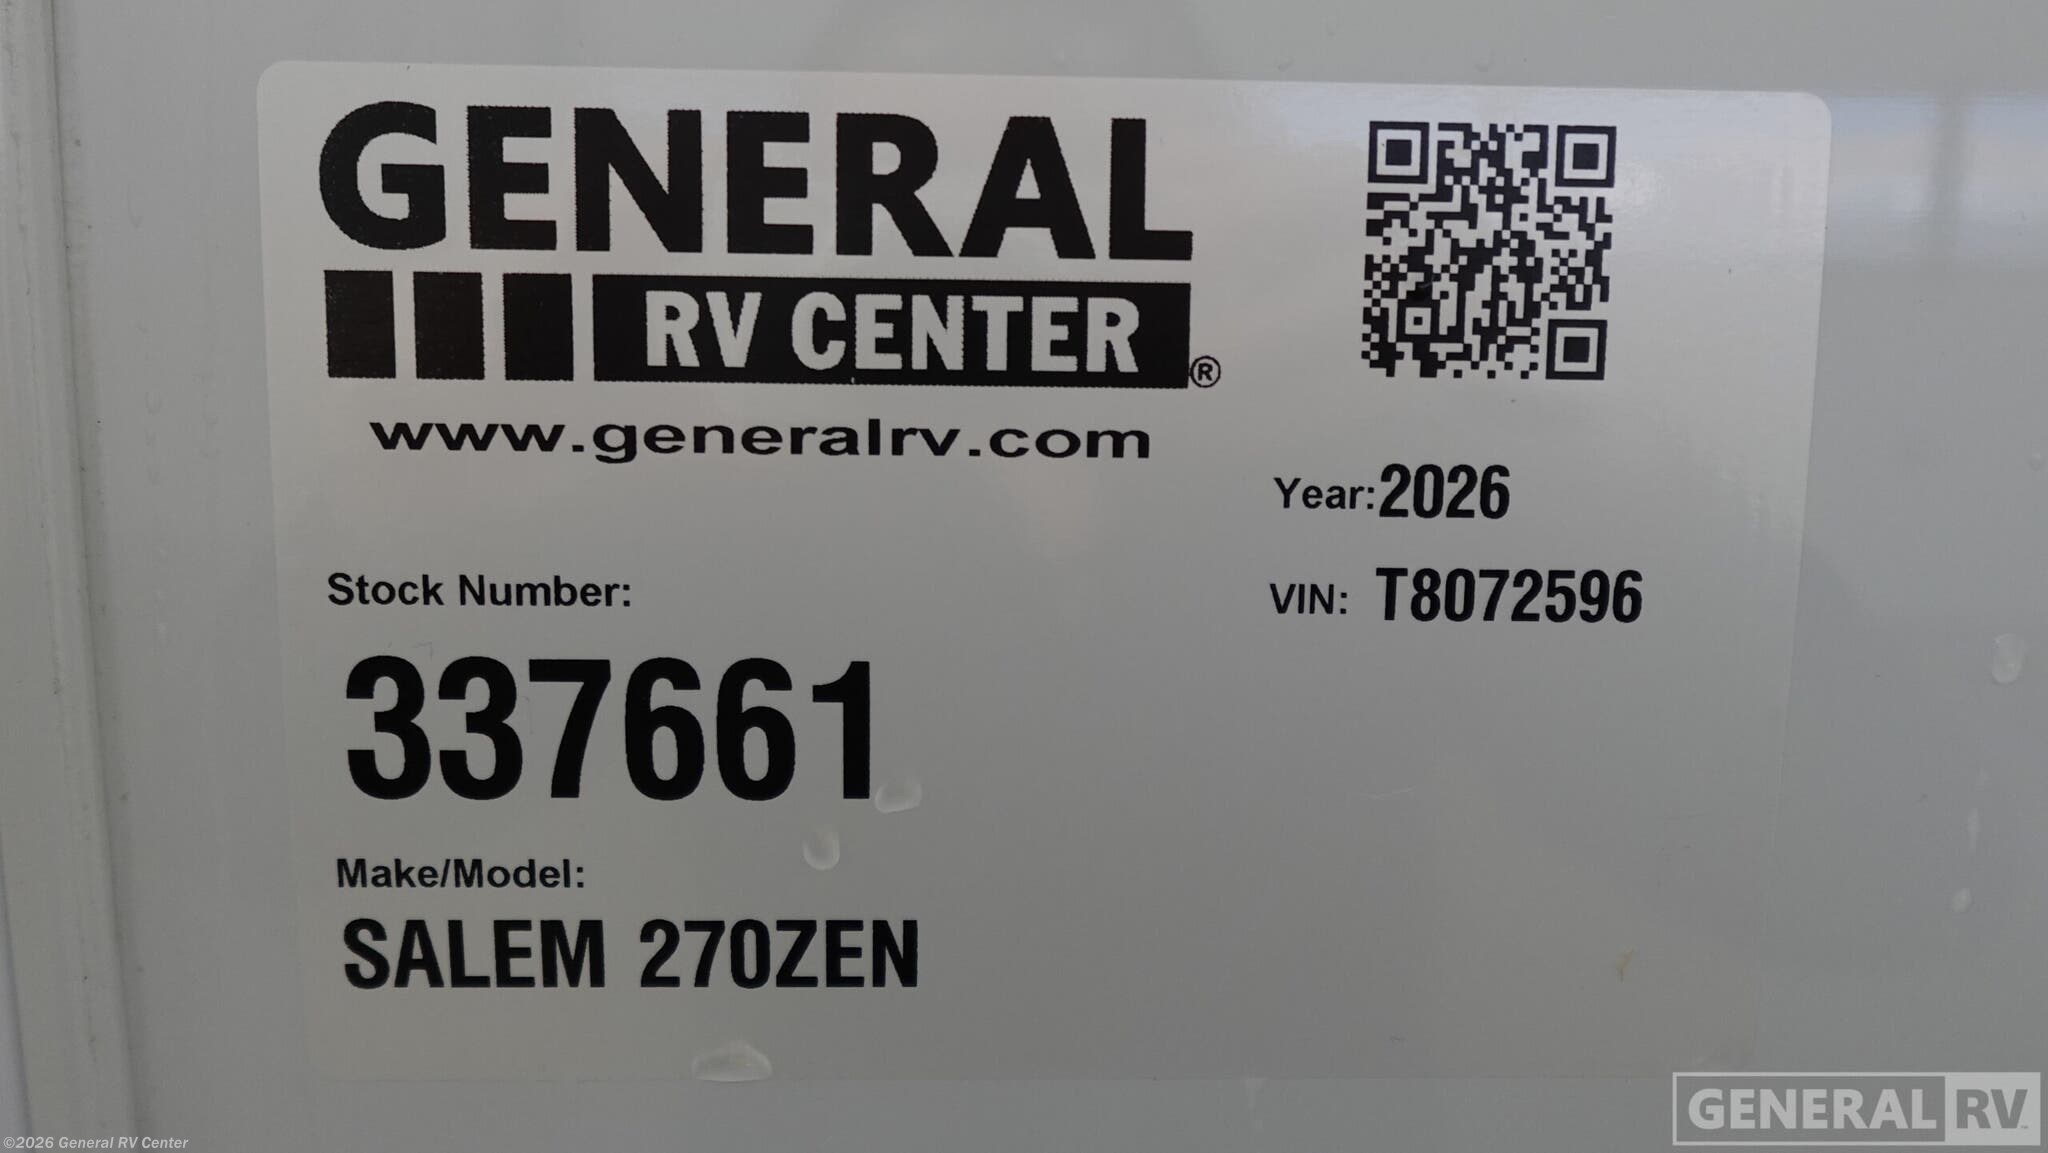 GENERAL
RV CENTER®
www.generalrv.com
Year: 2026
VIN: T8072596
Stock Number:
337661
Make/Model:
SALEM 270ZEN
GENERAL RV™
©2026 General RV Center